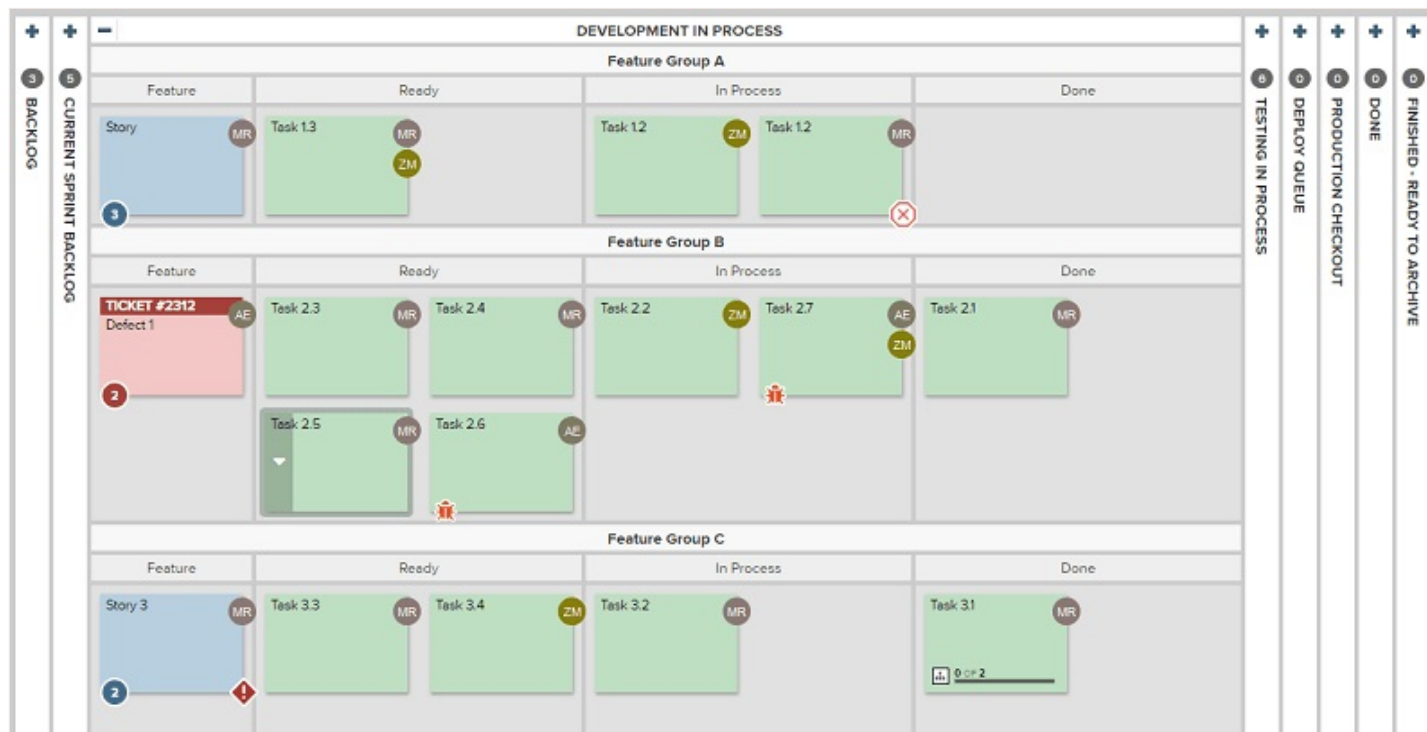 DEVELOPMENT IN PROCESS
3 BACKLOG
5 CURRENT SPRINT BACKLOG
Feature Group A
Feature Ready In Process Done
Story MR 3
Task 1.3 MR ZM
Task 1.2 ZM
Task 1.2 MR
Feature Group B
Feature Ready In Process Done
TICKET #2312 AE
Defect 1
2
Task 2.3 MR
Task 2.4 MR
Task 2.2 ZM
Task 2.7 AE ZM
Task 2.1 MR
Task 2.5 MR
Task 2.6 AE
Feature Group C
Feature Ready In Process Done
Story 3 MR
2
Task 3.3 MR
Task 3.4 ZM
Task 3.2 MR
Task 3.1 MR
0 OF 2
6 TESTING IN PROCESS
0 DEPLOY QUEUE
0 PRODUCTION CHECKOUT
0 DONE
0 FINISHED - READY TO ARCHIVE